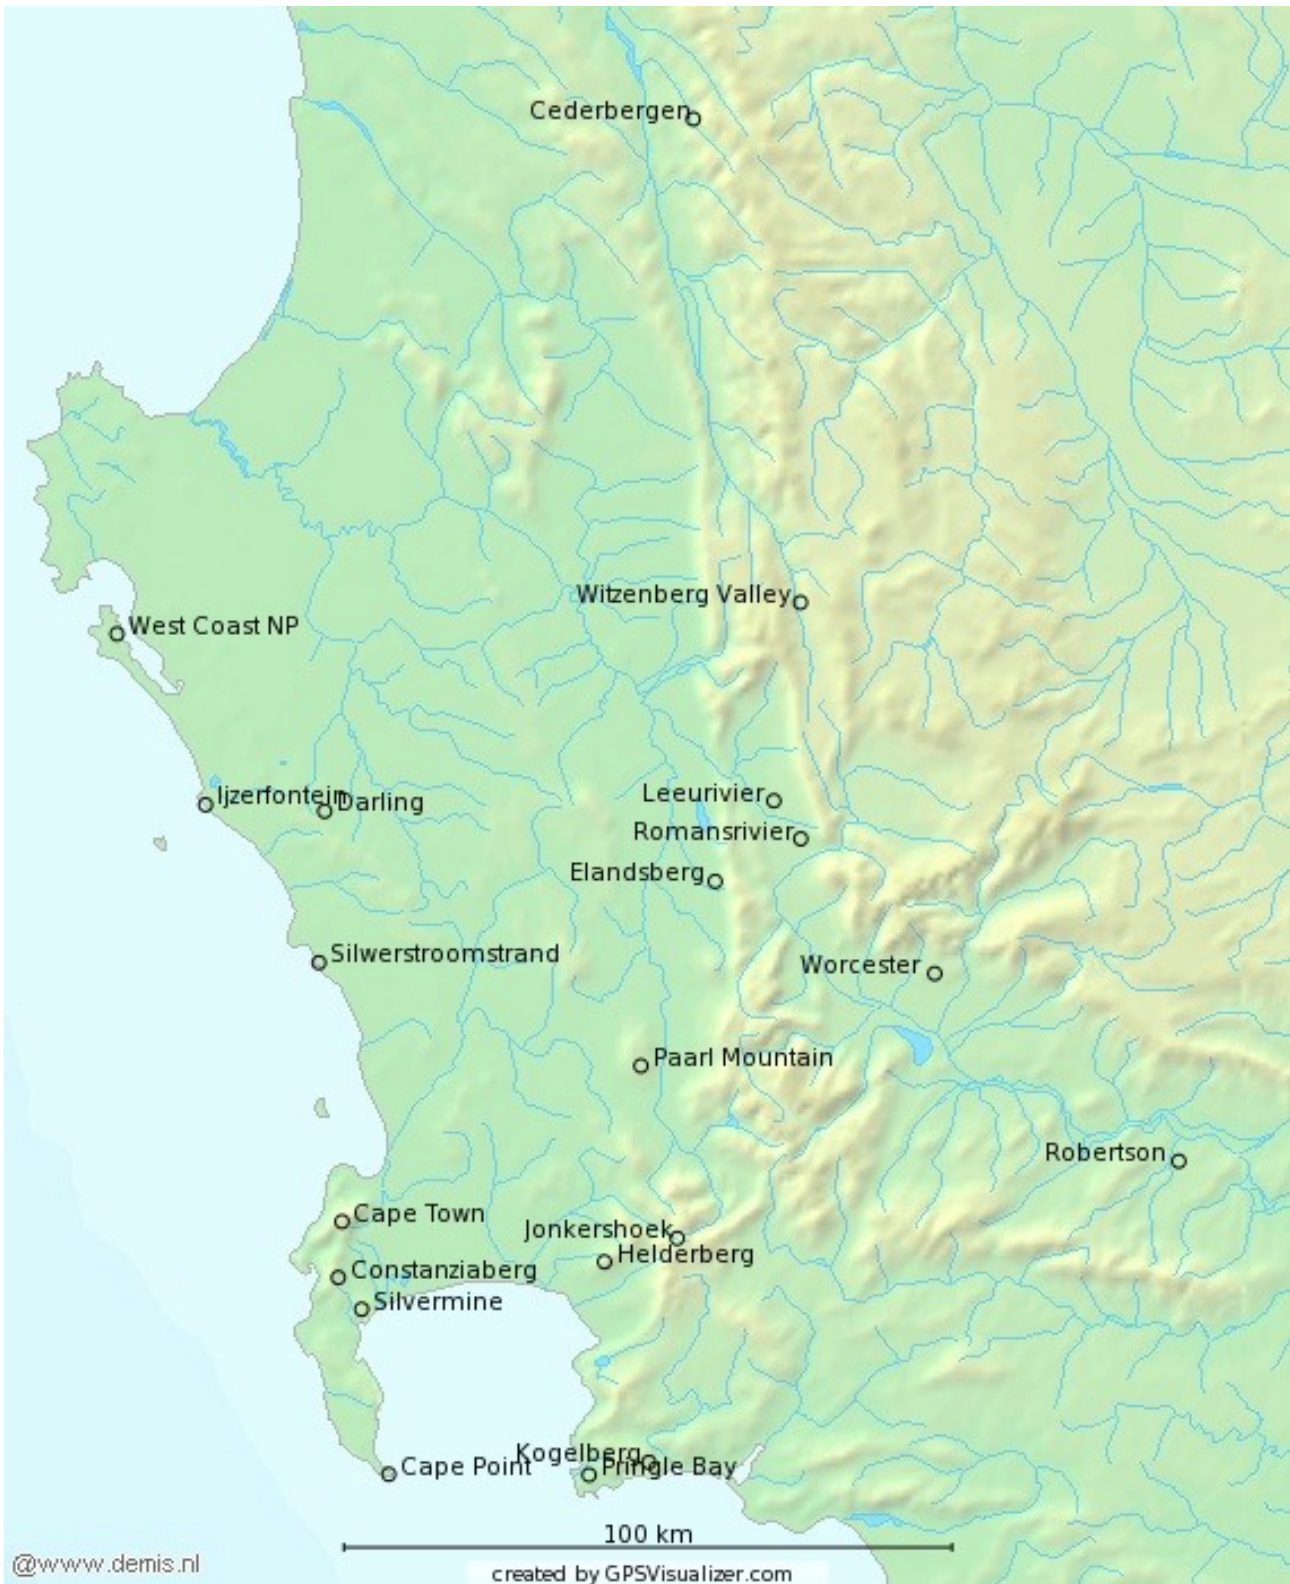 Cederbergen
Witzenberg Valley
West Coast NP
Ijzerfontein
Darling
Leeurivier
Romansrivier
Elandsberg
Silwerstroomstrand
Worcester
Paarl Mountain
Robertson
Cape Town
Jonkershoek
Helderberg
Constanziaberg
Silvermine
Kogelberg
Cape Point
Pringle Bay
100 km
@www.demis.nl
created by GPSVisualizer.com